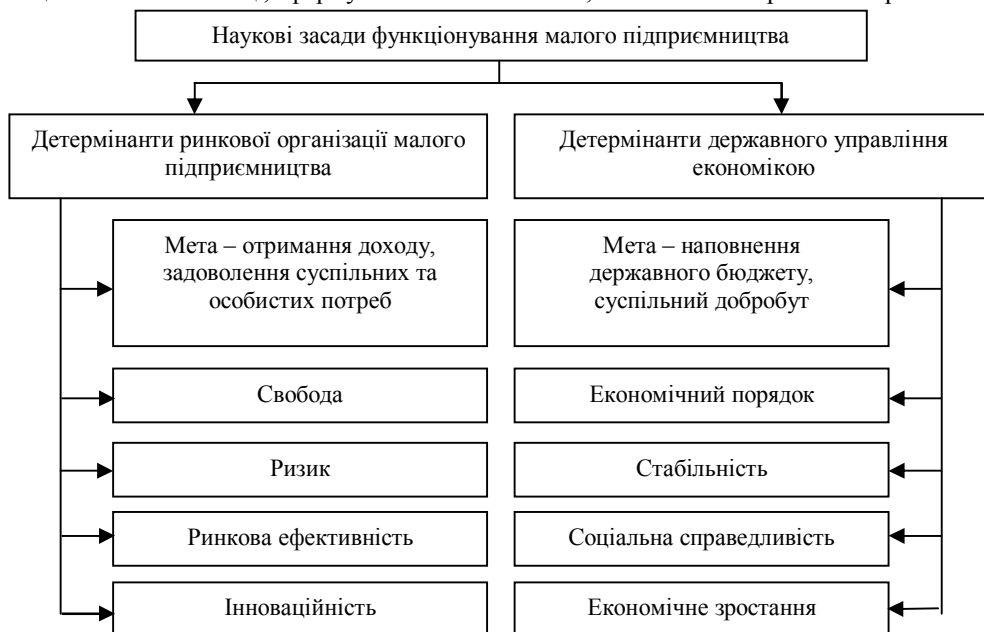 Наукові засади функціонування малого підприємництва
Детермінанти ринкової організації малого
підприємництва
Детермінанти державного управління
економікою
Мета – отримання доходу,
задоволення суспільних та
особистих потреб
Мета – наповнення
державного бюджету,
суспільний добробут
Свобода
Економічний порядок
Ризик
Стабільність
Ринкова ефективність
Соціальна справедливість
Інноваційність
Економічне зростання